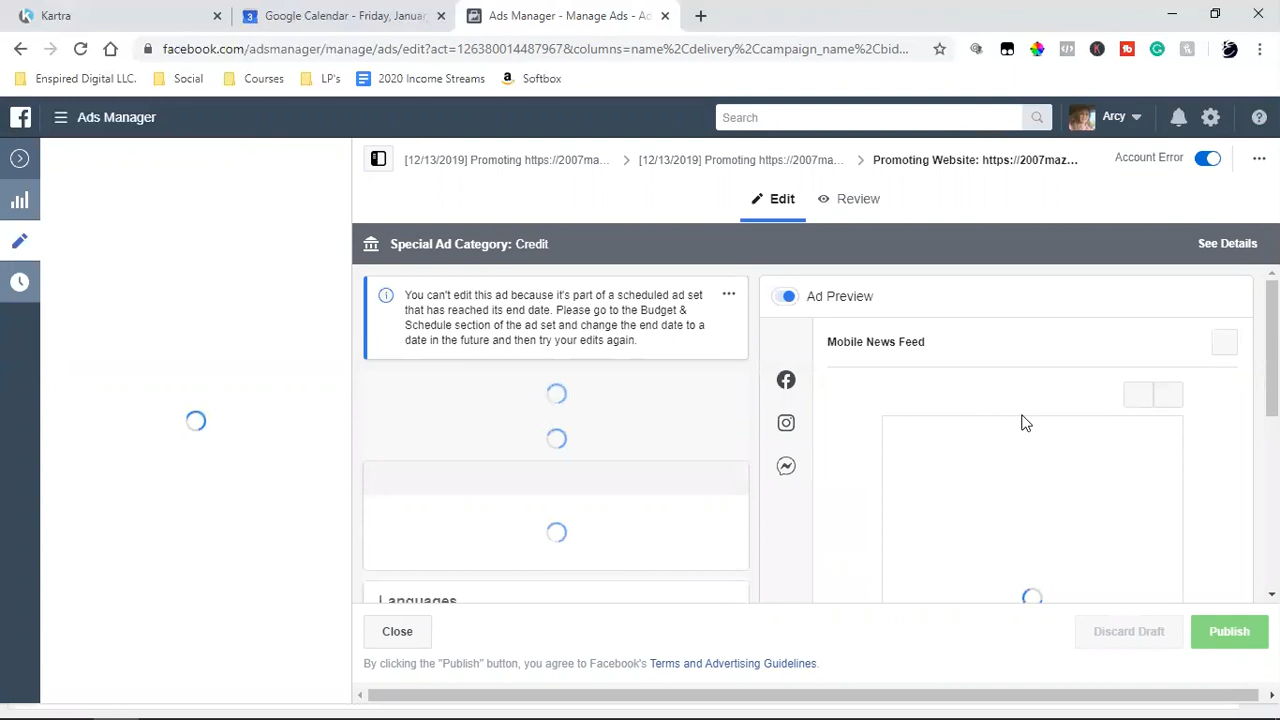 Kartra
Google Calendar - Friday, Januar
Ads Manager - Manage Ads - Ad
facebook.com/adsmanager/manage/ads/edit?act=126380014487967&columns=name%2Cdelivery%2Ccampaign_name%2Cbid...
Enspired Digital LLC.
Social
Courses
LP's
2020 Income Streams
Softbox
Ads Manager
Search
Arcy
[12/13/2019] Promoting https://2007ma...
[12/13/2019] Promoting https://2007ma...
Promoting Website: https://2007maz...
Account Error
Edit
Review
Special Ad Category: Credit
See Details
You can't edit this ad because it's part of a scheduled ad set
that has reached its end date. Please go to the Budget &
Schedule section of the ad set and change the end date to a
date in the future and then try your edits again.
Ad Preview
Mobile News Feed
Languages
Close
Discard Draft
Publish
By clicking the "Publish" button, you agree to Facebook's Terms and Advertising Guidelines.